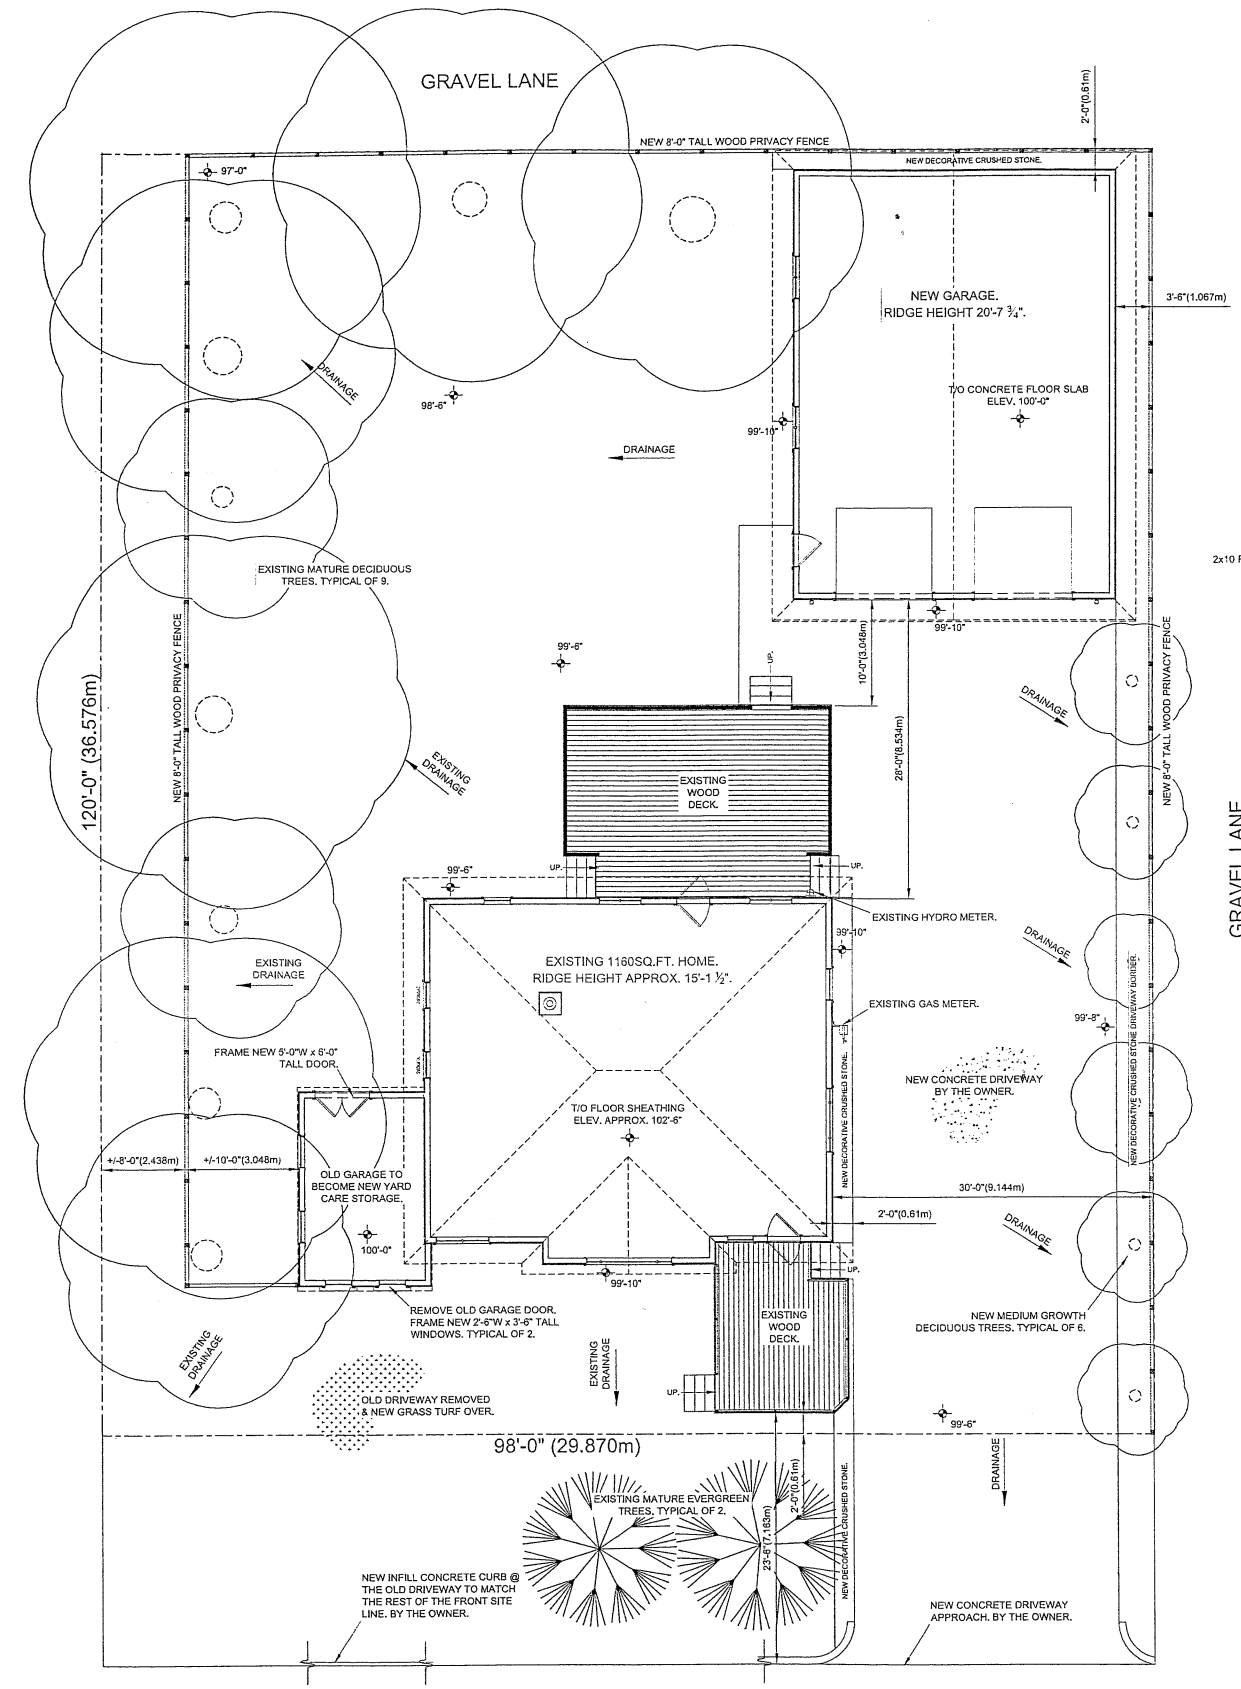 GRAVEL LANE
2'-0"(0.61m)
NEW 8'-0" TALL WOOD PRIVACY FENCE
NEW DECORATIVE CRUSHED STONE.
97'-0"
NEW GARAGE.
RIDGE HEIGHT 20'-7 3/4".
3'-6"(1.067m)
DRAINAGE
98'-6"
T/O CONCRETE FLOOR SLAB
ELEV. 100'-0"
99'-10"
DRAINAGE
2x10
EXISTING MATURE DECIDUOUS
TREES. TYPICAL OF 9.
99'-10"
10'-0"(3.048m)
99'-6"
UP.
NEW 8'-0" TALL WOOD PRIVACY FENCE
NEW 8'-0" TALL WOOD PRIVACY FENCE
DRAINAGE
120'-0" (36.576m)
28'-0"(8.534m)
EXISTING
DRAINAGE
EXISTING
WOOD
DECK.
GRAVEL LANE
99'-6"
UP.
UP.
EXISTING HYDRO METER.
99'-10"
DRAINAGE
EXISTING 1160SQ.FT. HOME.
RIDGE HEIGHT APPROX. 15'-1 ½".
EXISTING
DRAINAGE
EXISTING GAS METER.
99'-8"
FRAME NEW 5'-0"W x 6'-0"
TALL DOOR.
NEW CONCRETE DRIVEWAY
BY THE OWNER.
NEW DECORATIVE CRUSHED STONE DRIVEWAY BORDER.
T/O FLOOR SHEATHING
ELEV. APPROX. 102'-6"
NEW DECORATIVE CRUSHED STONE.
+/-8'-0"(2.438m)
+/-10'-0"(3.048m)
OLD GARAGE TO
BECOME NEW YARD
CARE STORAGE.
30'-0"(9.144m)
2'-0"(0.61m)
DRAINAGE
100'-0"
UP.
99'-10"
REMOVE OLD GARAGE DOOR.
FRAME NEW 2'-6"W x 3'-6" TALL
WINDOWS. TYPICAL OF 2.
EXISTING
WOOD
DECK.
NEW MEDIUM GROWTH
DECIDUOUS TREES. TYPICAL OF 6.
EXISTING
DRAINAGE
EXISTING
DRAINAGE
UP.
OLD DRIVEWAY REMOVED
& NEW GRASS TURF OVER.
99'-6"
98'-0" (29.870m)
DRAINAGE
2'-0"(0.61m)
EXISTING MATURE EVERGREEN
TREES. TYPICAL OF 2.
23'-6"(7.163m)
NEW DECORATIVE CRUSHED STONE.
NEW INFILL CONCRETE CURB @
THE OLD DRIVEWAY TO MATCH
THE REST OF THE FRONT SITE
LINE. BY THE OWNER.
NEW CONCRETE DRIVEWAY
APPROACH. BY THE OWNER.